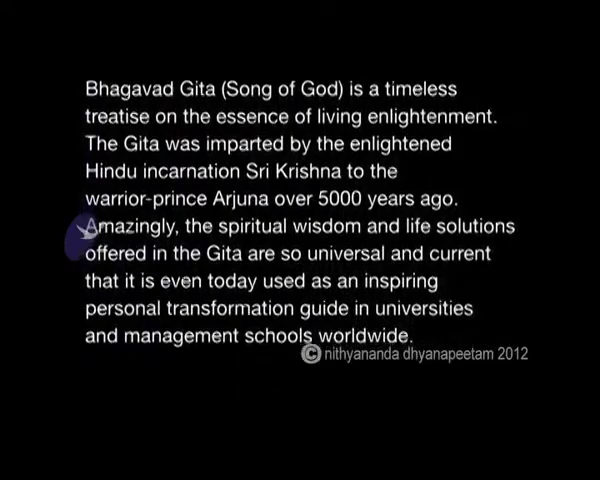 Bhagavad Gita (Song of God) is a timeless
treatise on the essence of living enlightenment.
The Gita was imparted by the enlightened
Hindu incarnation Sri Krishna to the
warrior-prince Arjuna over 5000 years ago.
Amazingly, the spiritual wisdom and life solutions
offered in the Gita are so universal and current
that it is even today used as an inspiring
personal transformation guide in universities
and management schools worldwide.
© nithyananda dhyanapeetam 2012